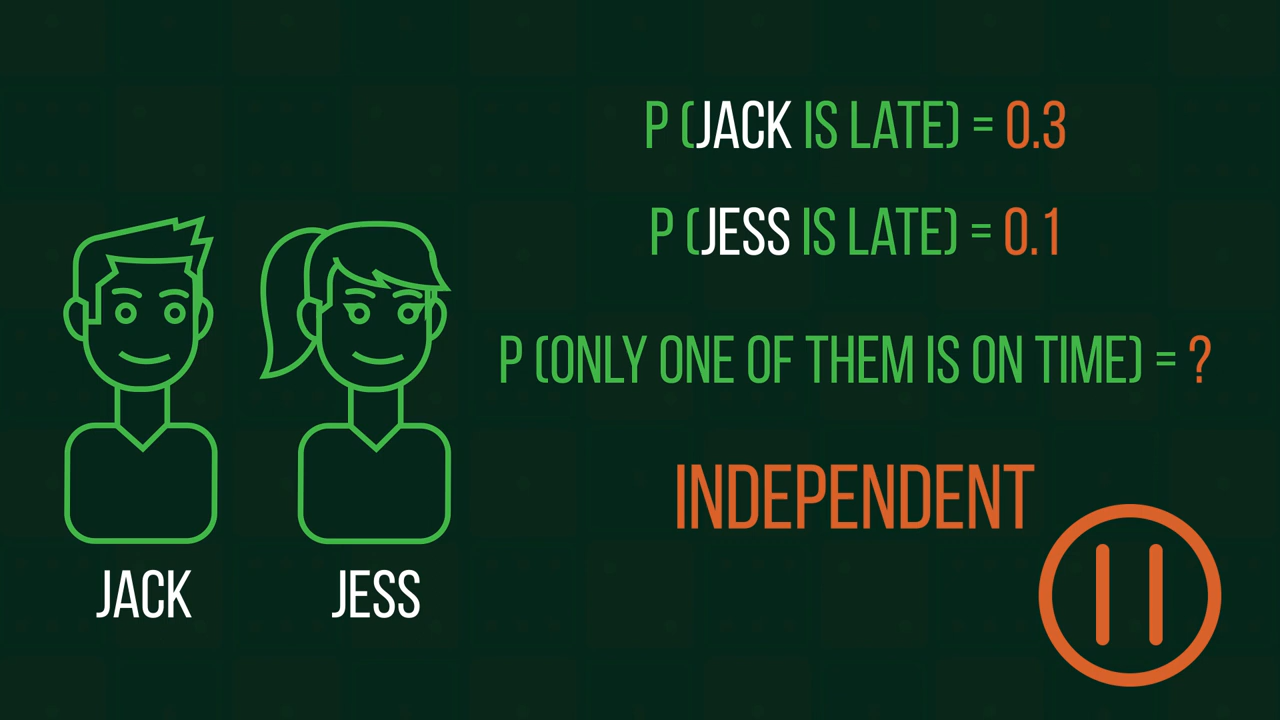 P (JACK IS LATE) = 0.3
P (JESS IS LATE) = 0.1
P (ONLY ONE OF THEM IS ON TIME) = ?
INDEPENDENT
JACK
JESS